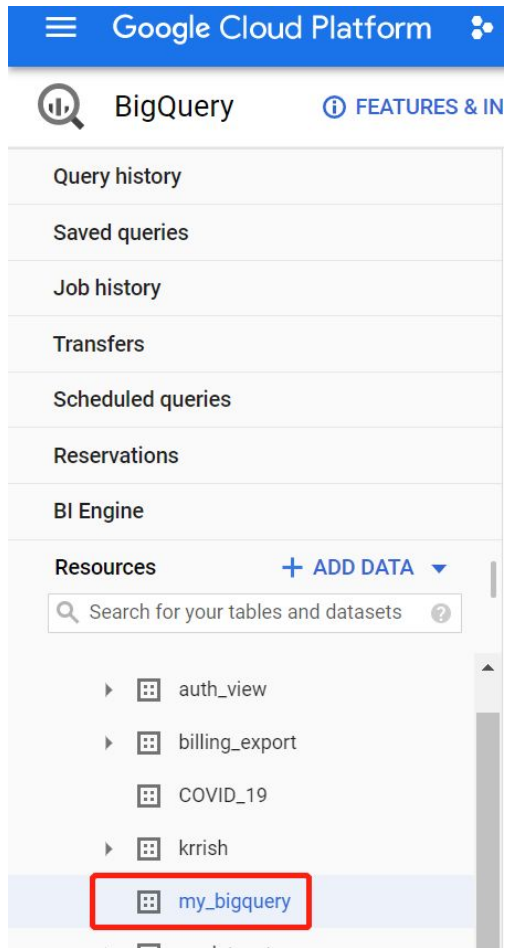 Google Cloud Platform
BigQuery
FEATURES & IN
Query history
Saved queries
Job history
Transfers
Scheduled queries
Reservations
BI Engine
Resources
+ ADD DATA
Search for your tables and datasets
auth_view
billing_export
COVID_19
krrish
my_bigquery